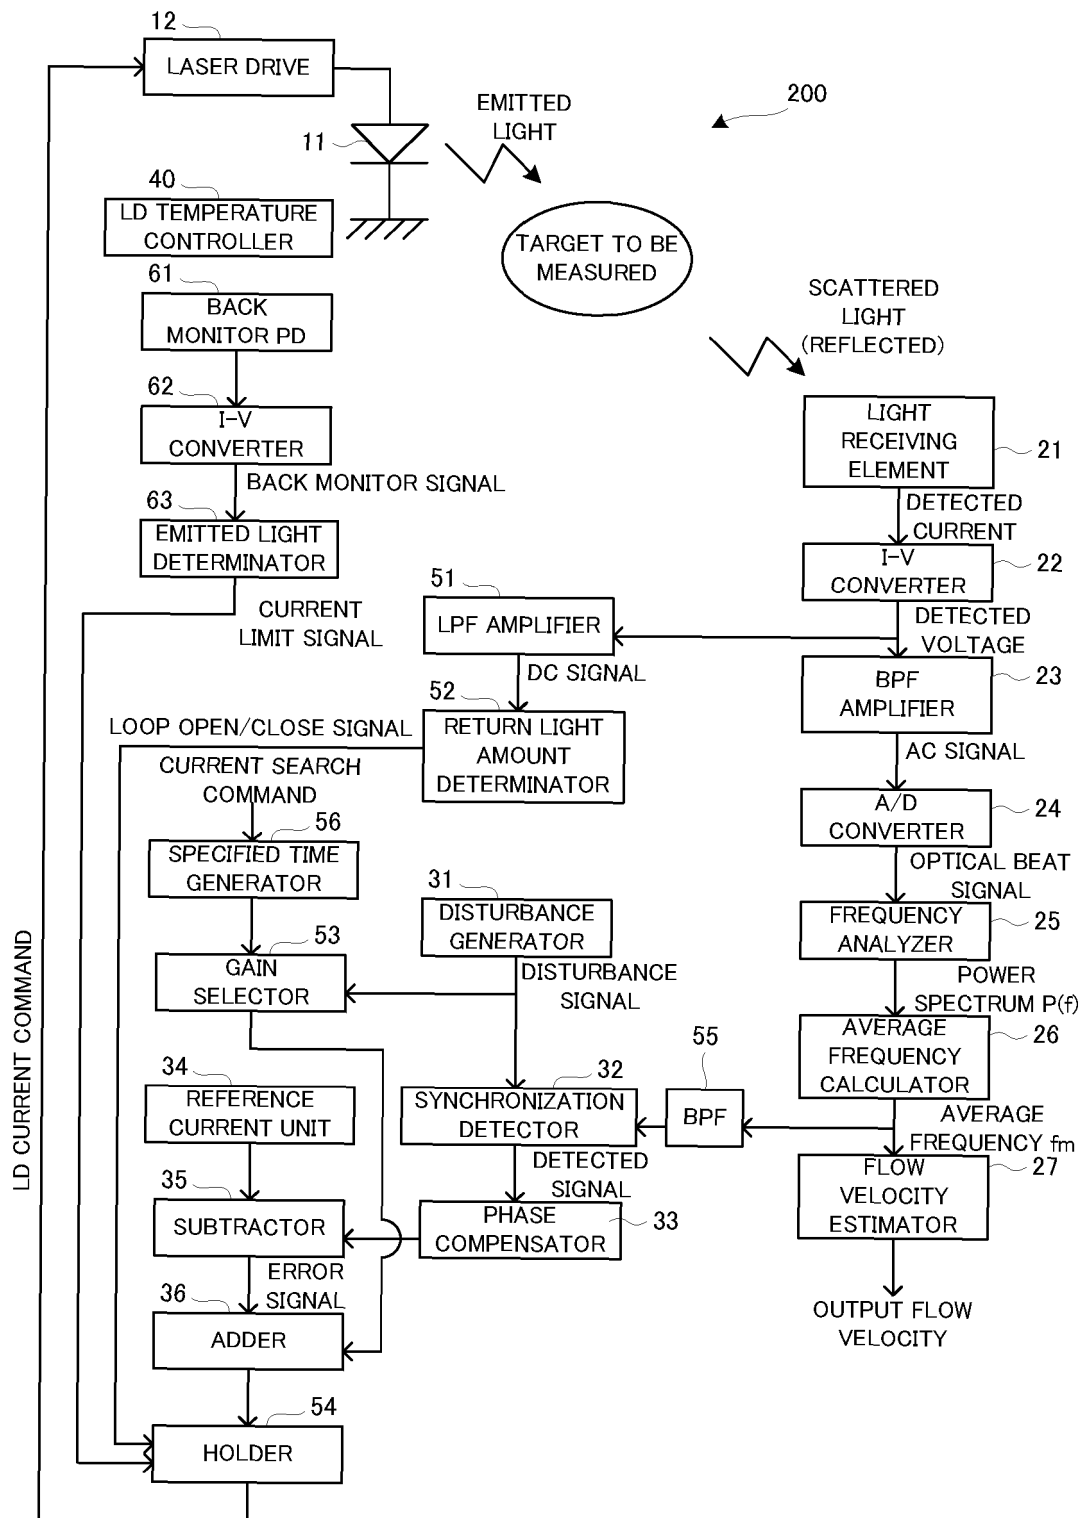 12
LASER DRIVE
200
EMITTED
LIGHT
11
40
LD TEMPERATURE
CONTROLLER
TARGET TO BE
MEASURED
61
BACK
MONITOR PD
SCATTERED
LIGHT
(REFLECTED)
62
I-V
CONVERTER
LIGHT
RECEIVING
ELEMENT
21
BACK MONITOR SIGNAL
63
EMITTED LIGHT
DETERMINATOR
DETECTED
CURRENT
I-V
CONVERTER
22
51
LPF AMPLIFIER
CURRENT
LIMIT SIGNAL
DETECTED
VOLTAGE
DC SIGNAL
BPF
AMPLIFIER
23
52
LOOP OPEN/CLOSE SIGNAL
RETURN LIGHT
AMOUNT
DETERMINATOR
AC SIGNAL
CURRENT SEARCH
COMMAND
A/D
CONVERTER
24
56
SPECIFIED TIME
GENERATOR
OPTICAL BEAT
SIGNAL
31
DISTURBANCE
GENERATOR
FREQUENCY
ANALYZER
25
53
GAIN
SELECTOR
DISTURBANCE
SIGNAL
POWER
SPECTRUM P(f)
LD CURRENT COMMAND
AVERAGE
FREQUENCY
CALCULATOR
26
55
BPF
32
SYNCHRONIZATION
DETECTOR
34
REFERENCE
CURRENT UNIT
AVERAGE
FREQUENCY fm
DETECTED
SIGNAL
FLOW
VELOCITY
ESTIMATOR
27
35
SUBTRACTOR
PHASE
COMPENSATOR
33
ERROR
SIGNAL
36
ADDER
OUTPUT FLOW
VELOCITY
54
HOLDER